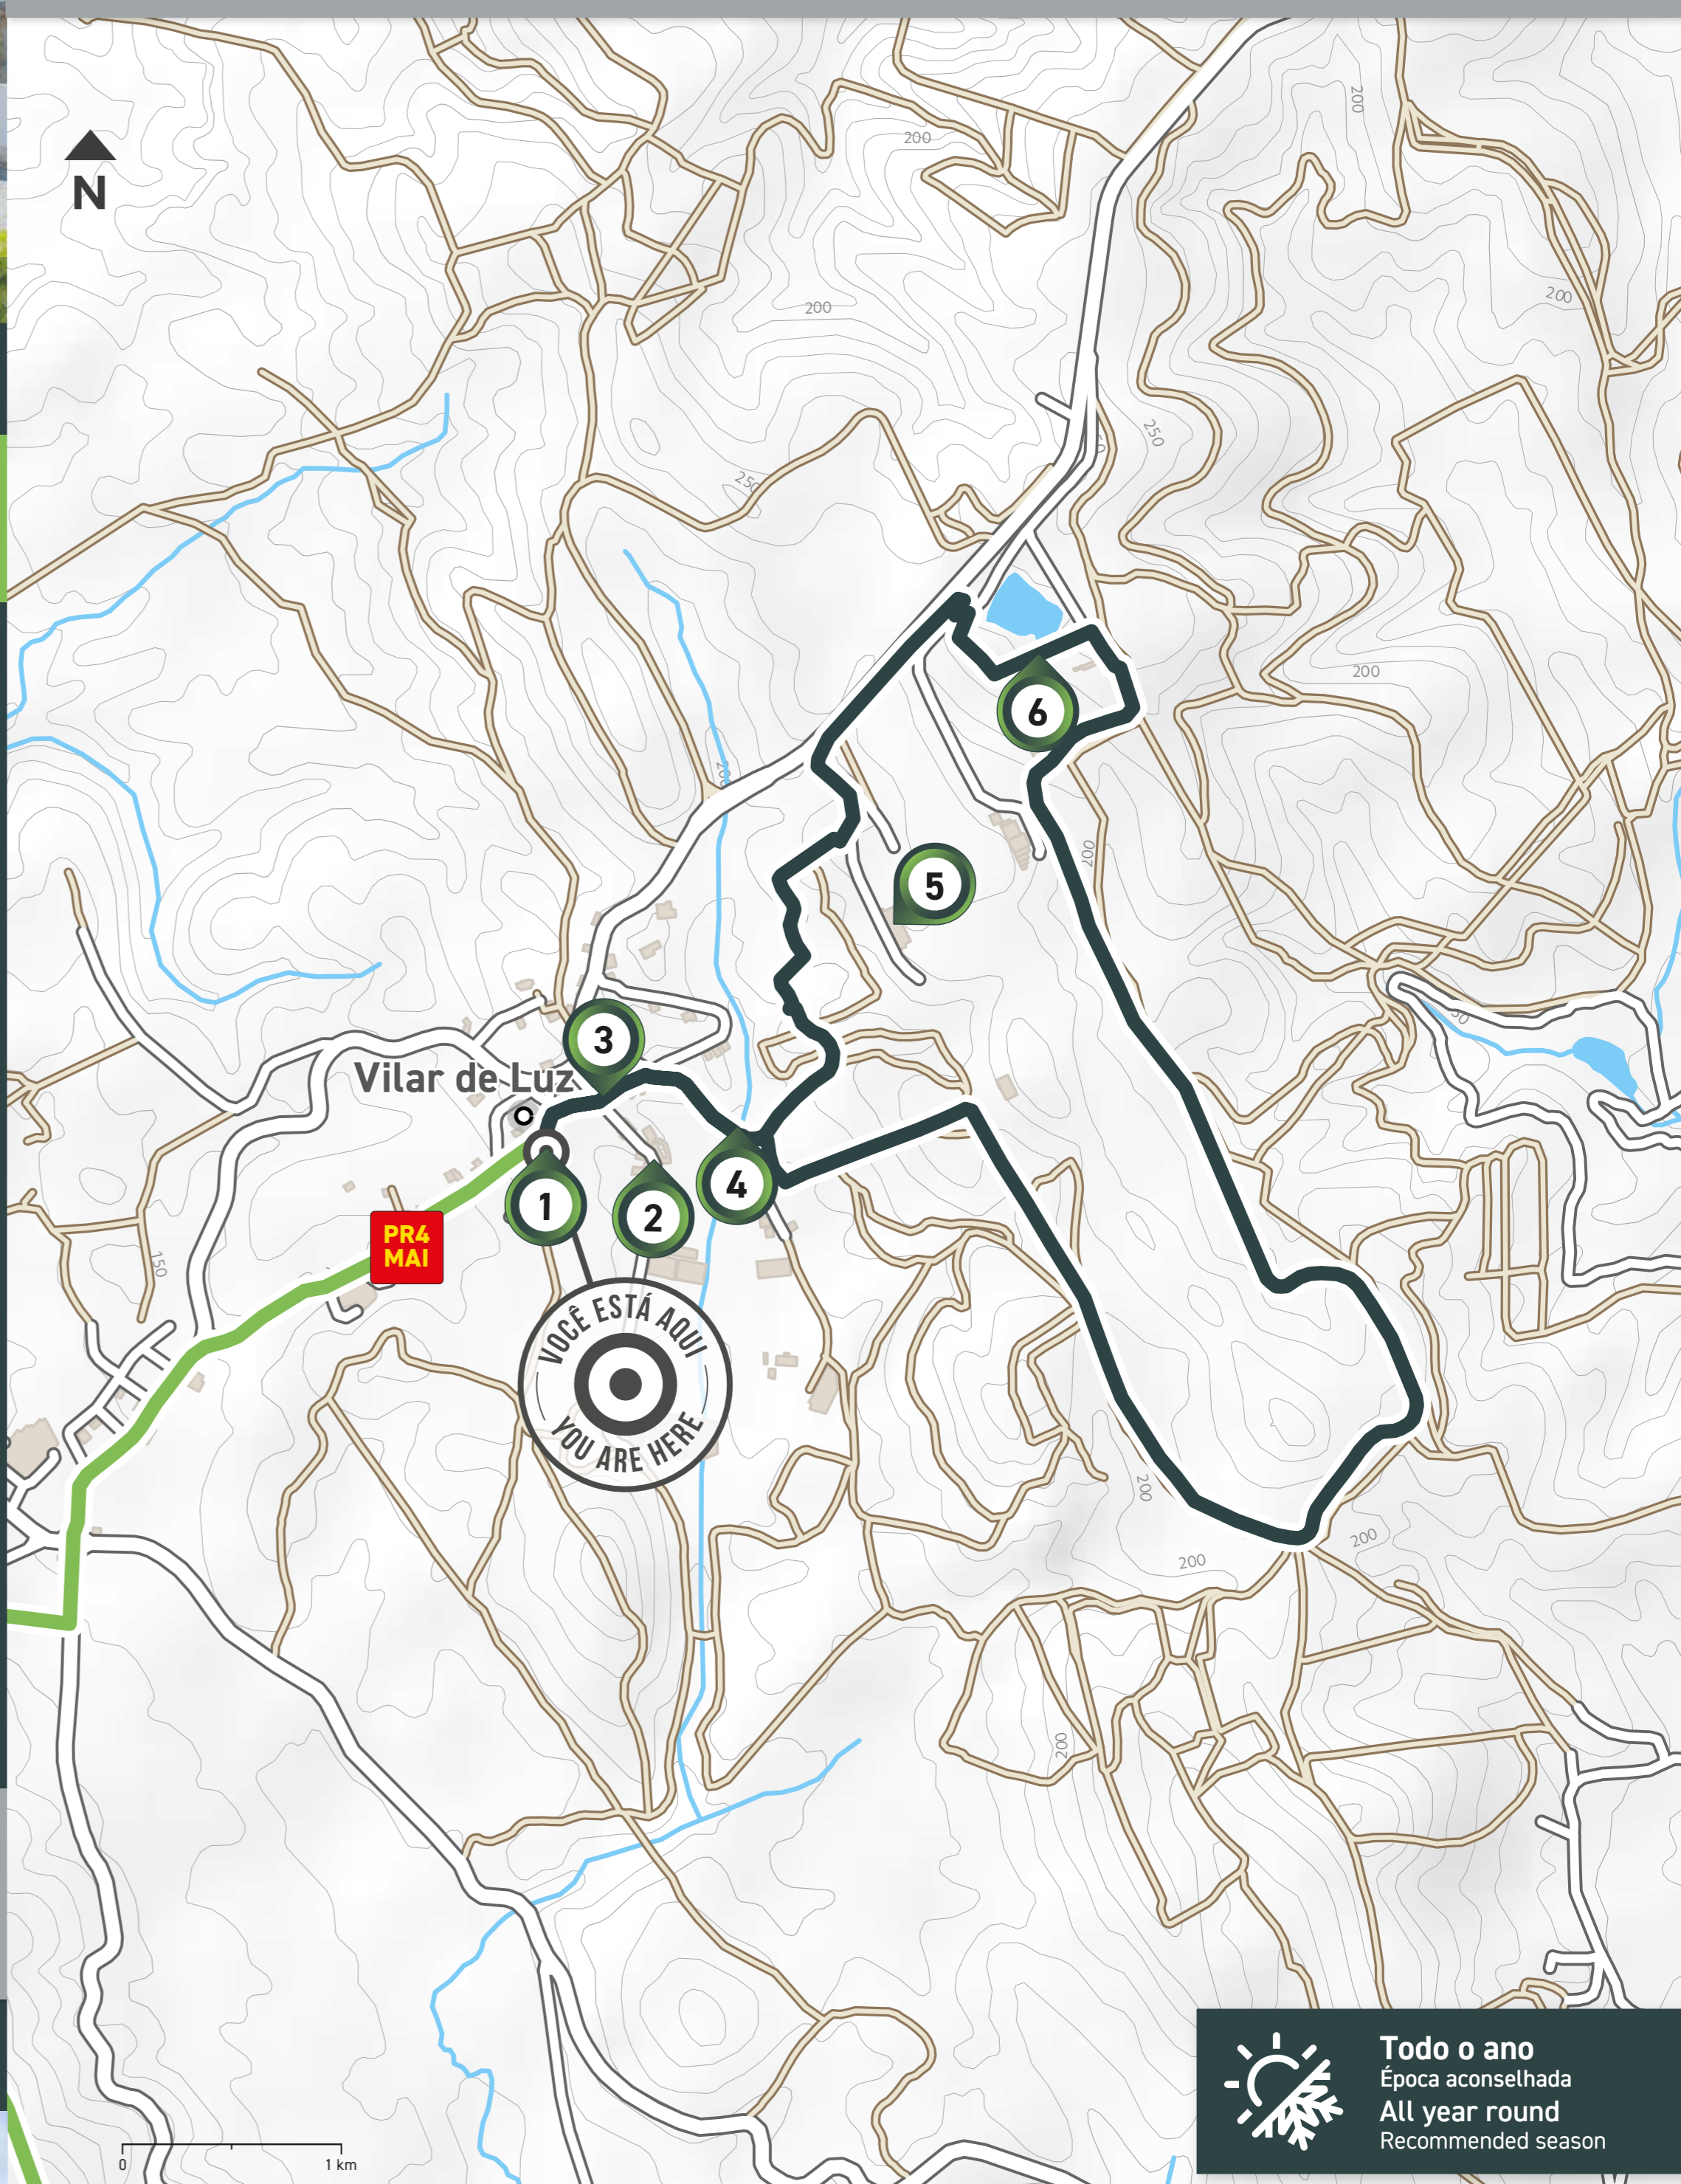 N
200
200
200
200
250
250
200
200
200
6
5
3
Vilar de Luz
4
1
2
PR4
MAI
150
VOCÊ ESTÁ AQUI
YOU ARE HERE
200
200
200
200
0
1 km
Todo o ano
Época aconselhada
All year round
Recommended season